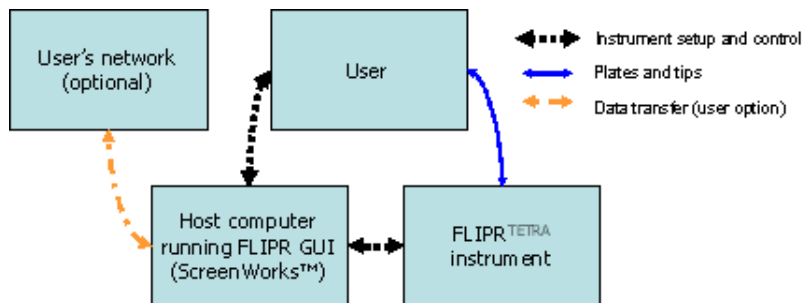 User's network
(optional)
User
Instrument setup and control
Plates and tips
Data transfer (user option)
Host computer
running FLIPR GUI
(ScreenWorks™)
FLIPRTETRA
instrument